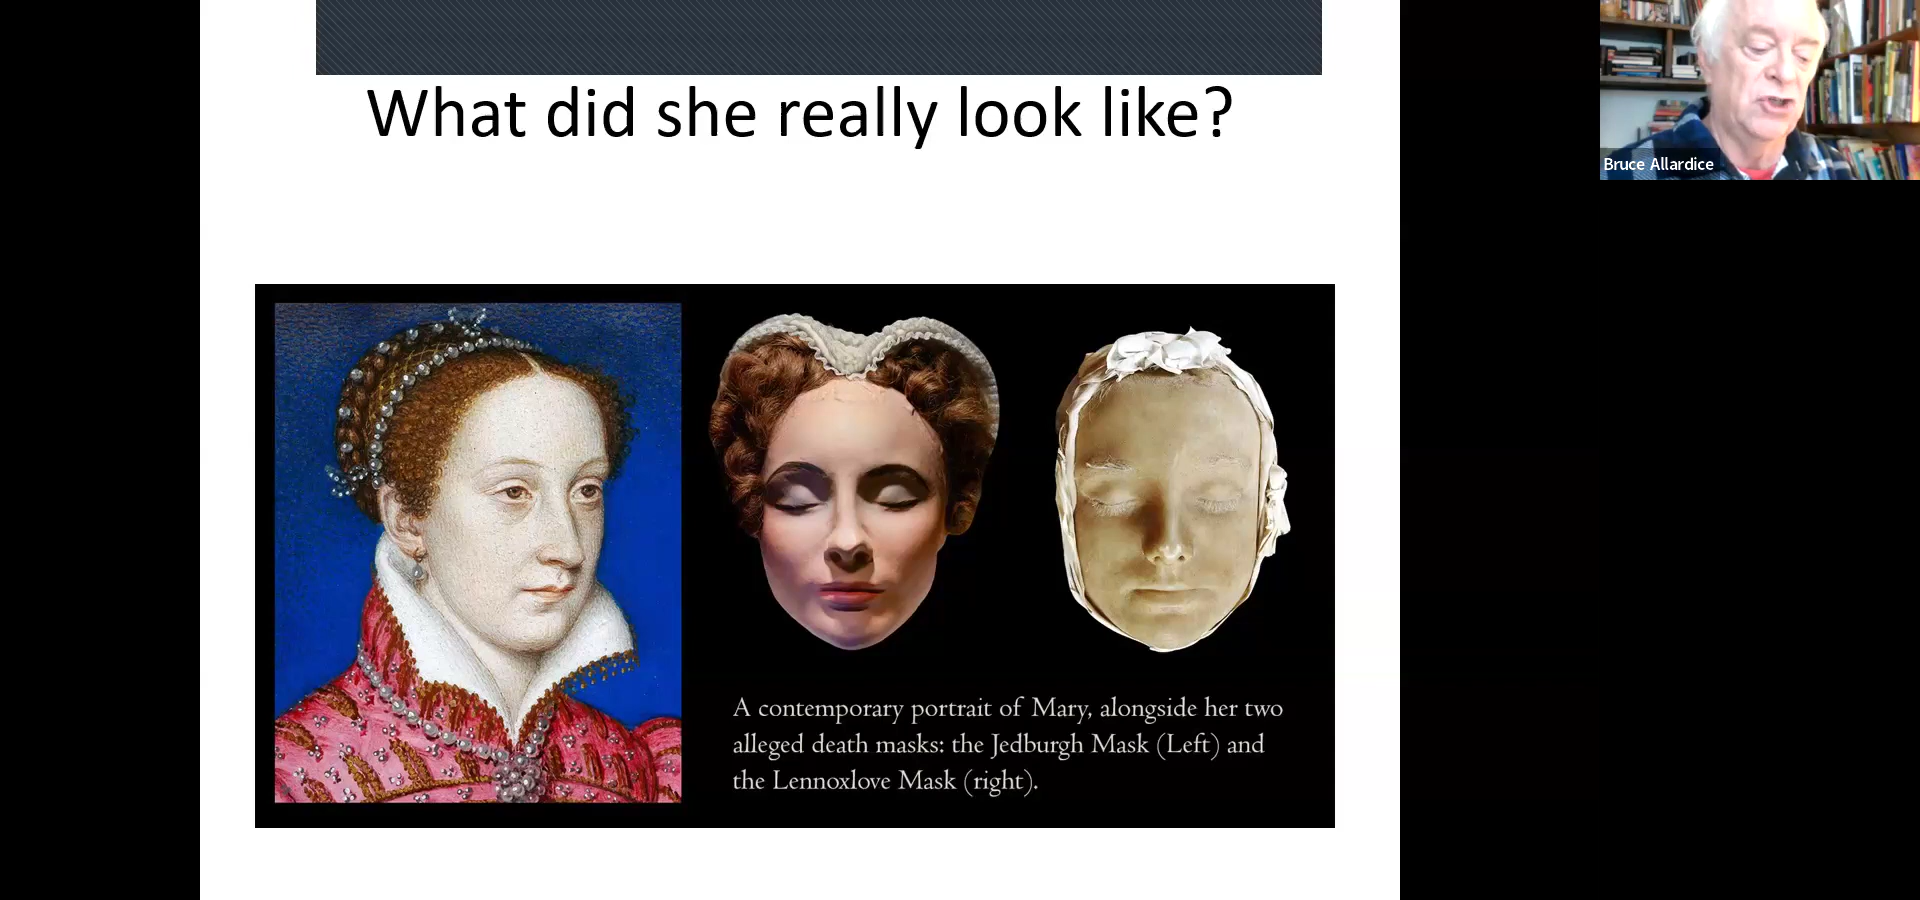 What did she really look like?
Bruce Allardice
A contemporary portrait of Mary, alongside her two
alleged death masks: the Jedburgh Mask (Left) and
the Lennoxlove Mask (right).